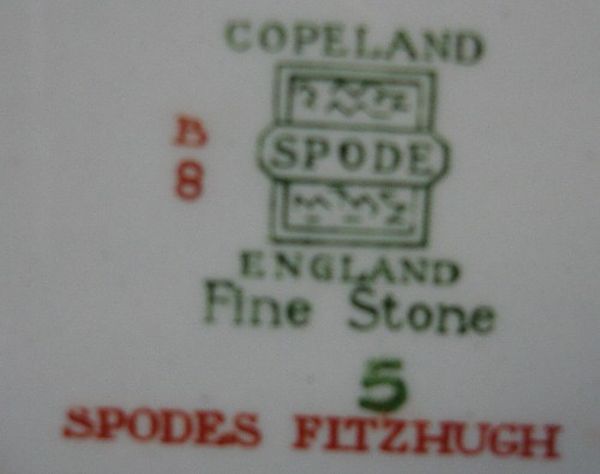 COPELAND
B
8
SPODE
ENGLAND
Fine Stone
5
SPODES FITZHUGH